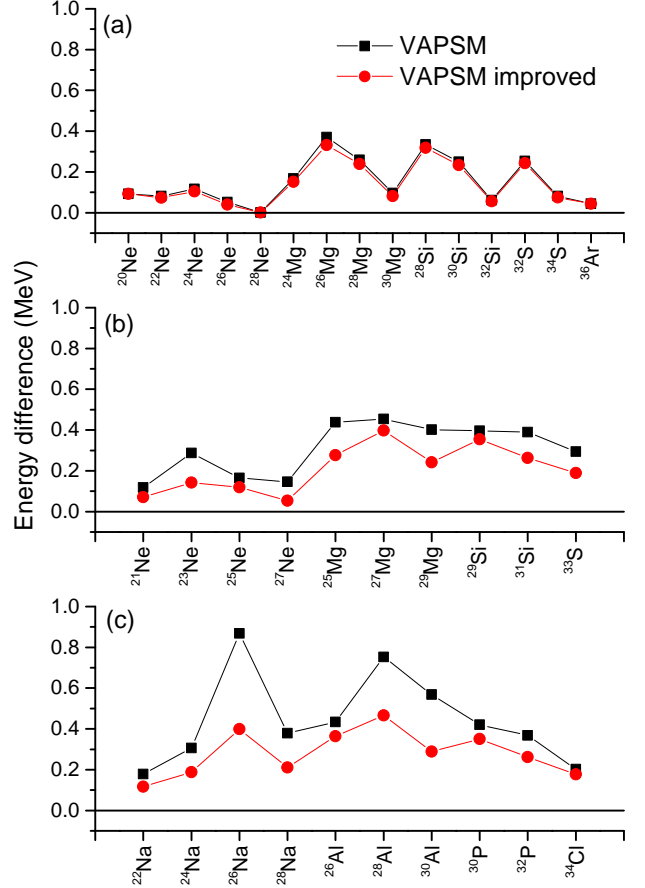 (a)
VAPSM
VAPSM improved
1.0
0.8
0.6
0.4
0.2
0.0
²⁰Ne ²²Ne ²⁴Ne ²⁶Ne ²⁸Ne ²⁴Mg ²⁶Mg ²⁸Mg ³⁰Mg ²⁸Si ³⁰Si ³²Si ³²S ³⁴S ³⁶Ar
Energy difference (MeV)
(b)
1.0
0.8
0.6
0.4
0.2
0.0
²¹Ne ²³Ne ²⁵Ne ²⁷Ne ²⁵Mg ²⁷Mg ²⁹Mg ²⁹Si ³¹Si ³³S
(c)
1.0
0.8
0.6
0.4
0.2
0.0
²²Na ²⁴Na ²⁶Na ²⁸Na ²⁶Al ²⁸Al ³⁰Al ³⁰P ³²P ³⁴Cl